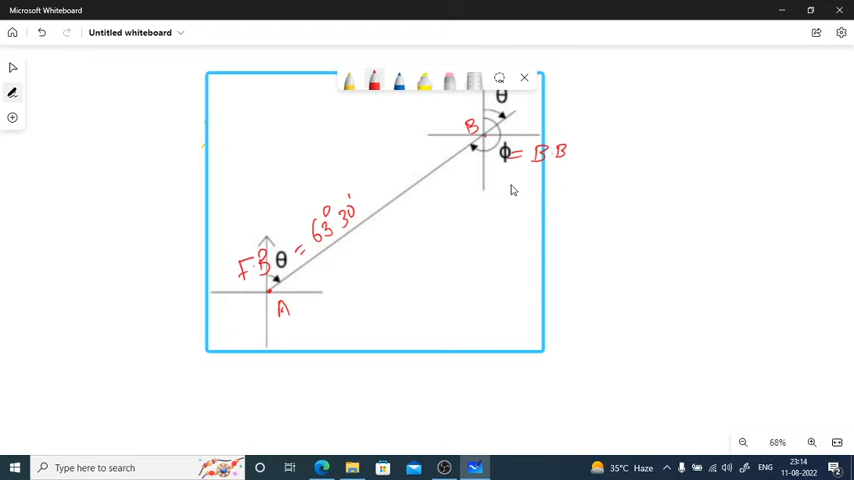 Microsoft Whiteboard
Untitled whiteboard
θ
B
ϕ = B.B
F.B θ = 63° 30'
A
68%
Type here to search
35°C Haze
ENG
23:14
11-08-2022
2